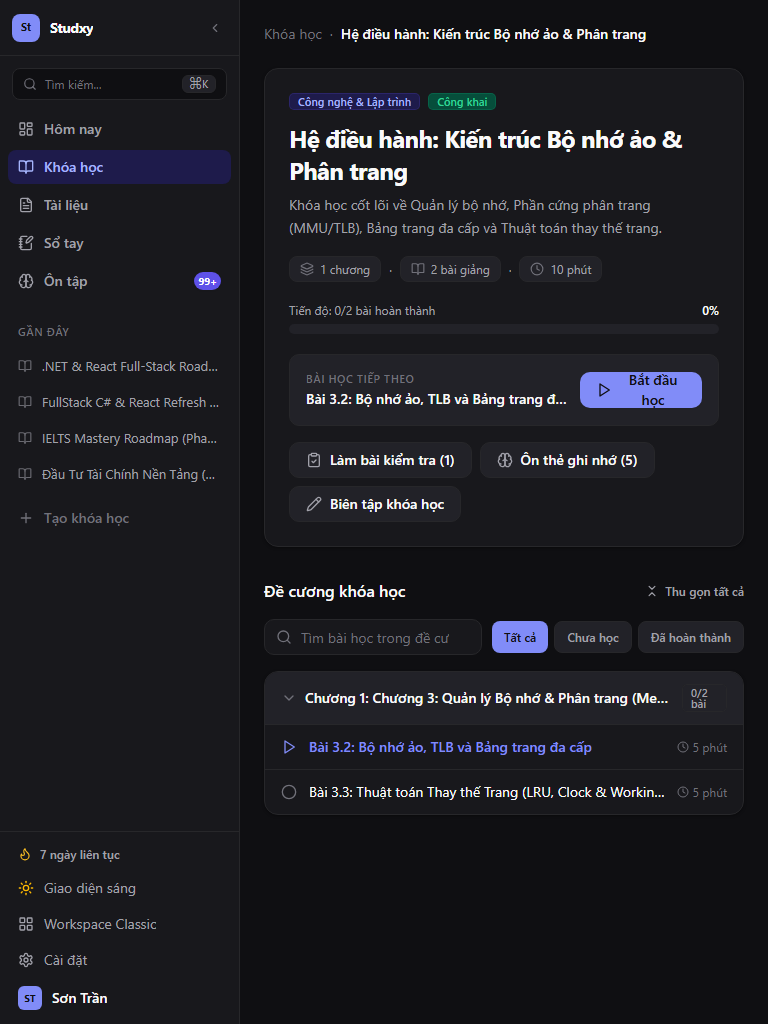 St Studxy
Tìm kiếm... ⌘K
Hôm nay
Khóa học
Tài liệu
Sổ tay
Ôn tập 99+
GẦN ĐÂY
.NET & React Full-Stack Road...
FullStack C# & React Refresh ...
IELTS Mastery Roadmap (Pha...
Đầu Tư Tài Chính Nền Tảng (...
Tạo khóa học
7 ngày liên tục
Giao diện sáng
Workspace Classic
Cài đặt
ST Sơn Trần
Khóa học · Hệ điều hành: Kiến trúc Bộ nhớ ảo & Phân trang
Công nghệ & Lập trình Công khai
Hệ điều hành: Kiến trúc Bộ nhớ ảo &
Phân trang
Khóa học cốt lõi về Quản lý bộ nhớ, Phần cứng phân trang
(MMU/TLB), Bảng trang đa cấp và Thuật toán thay thế trang.
1 chương · 2 bài giảng · 10 phút
Tiến độ: 0/2 bài hoàn thành 0%
BÀI HỌC TIẾP THEO
Bài 3.2: Bộ nhớ ảo, TLB và Bảng trang đ...
Bắt đầu
học
Làm bài kiểm tra (1) Ôn thẻ ghi nhớ (5)
Biên tập khóa học
Đề cương khóa học Thu gọn tất cả
Tìm bài học trong đề cư Tất cả Chưa học Đã hoàn thành
Chương 1: Chương 3: Quản lý Bộ nhớ & Phân trang (Me... 0/2
bài
Bài 3.2: Bộ nhớ ảo, TLB và Bảng trang đa cấp 5 phút
Bài 3.3: Thuật toán Thay thế Trang (LRU, Clock & Workin... 5 phút